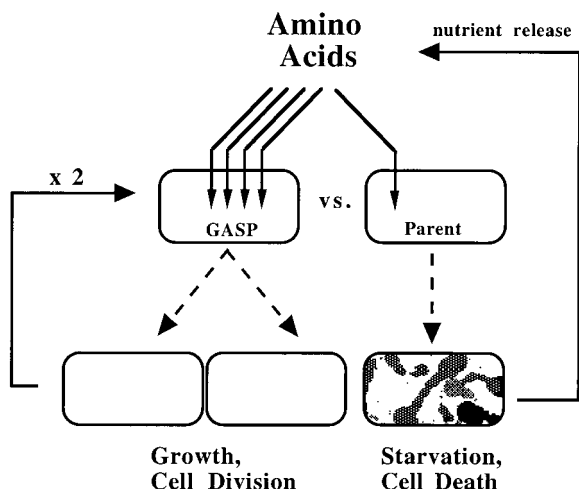 Amino
Acids
nutrient release
x 2
GASP
vs.
Parent
Growth,
Cell Division
Starvation,
Cell Death